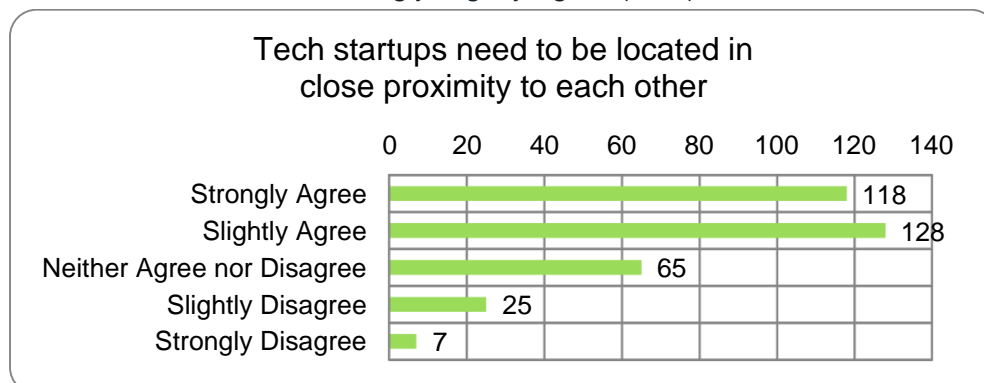 Tech startups need to be located in
close proximity to each other
0 20 40 60 80 100 120 140
Strongly Agree 118
Slightly Agree 128
Neither Agree nor Disagree 65
Slightly Disagree 25
Strongly Disagree 7